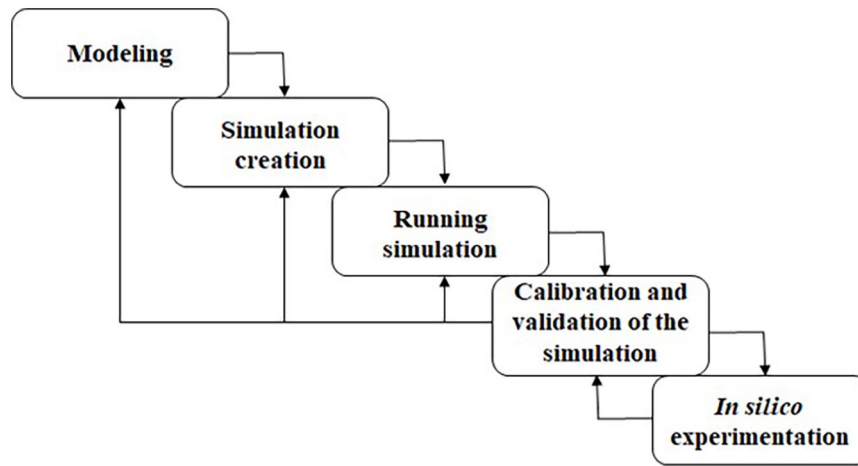 Modeling
Simulation
creation
Running
simulation
Calibration and
validation of the
simulation
In silico
experimentation